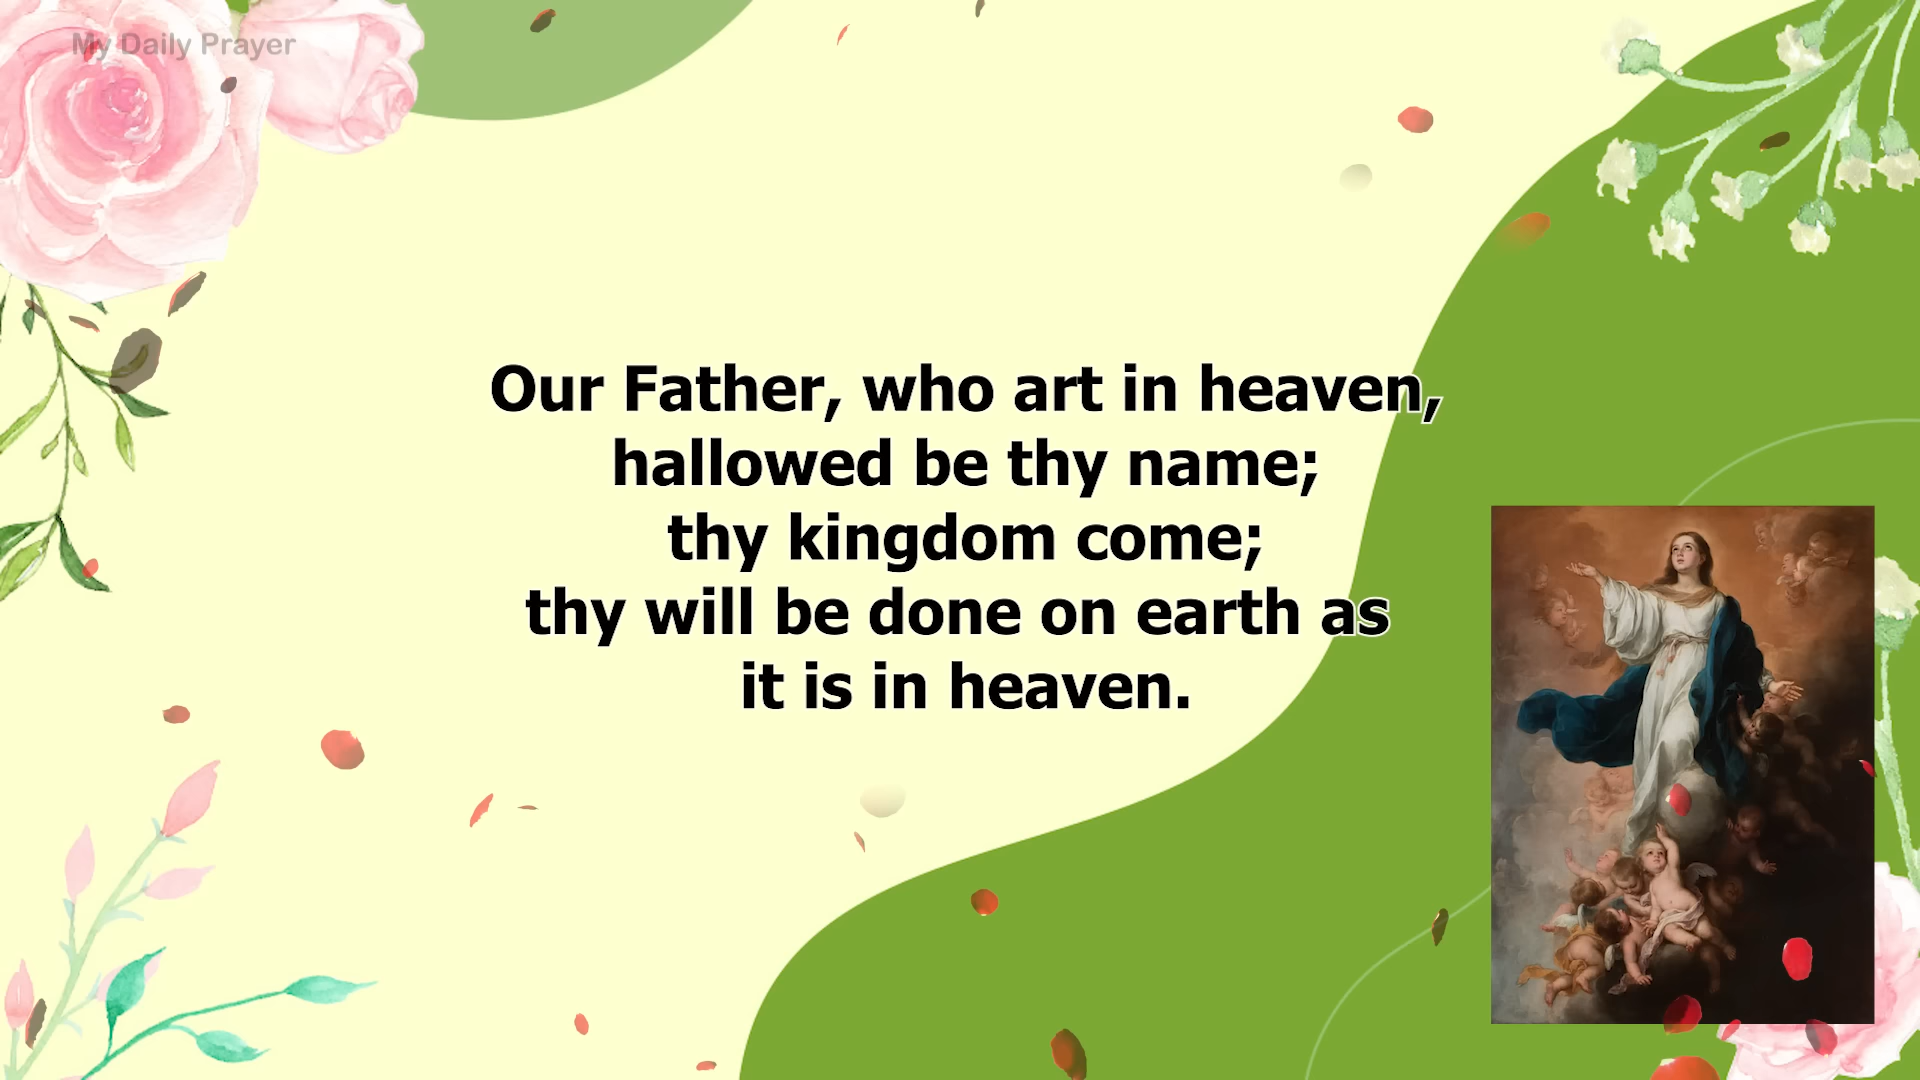 My Daily Prayer
Our Father, who art in heaven,
hallowed be thy name;
thy kingdom come;
thy will be done on earth as
it is in heaven.